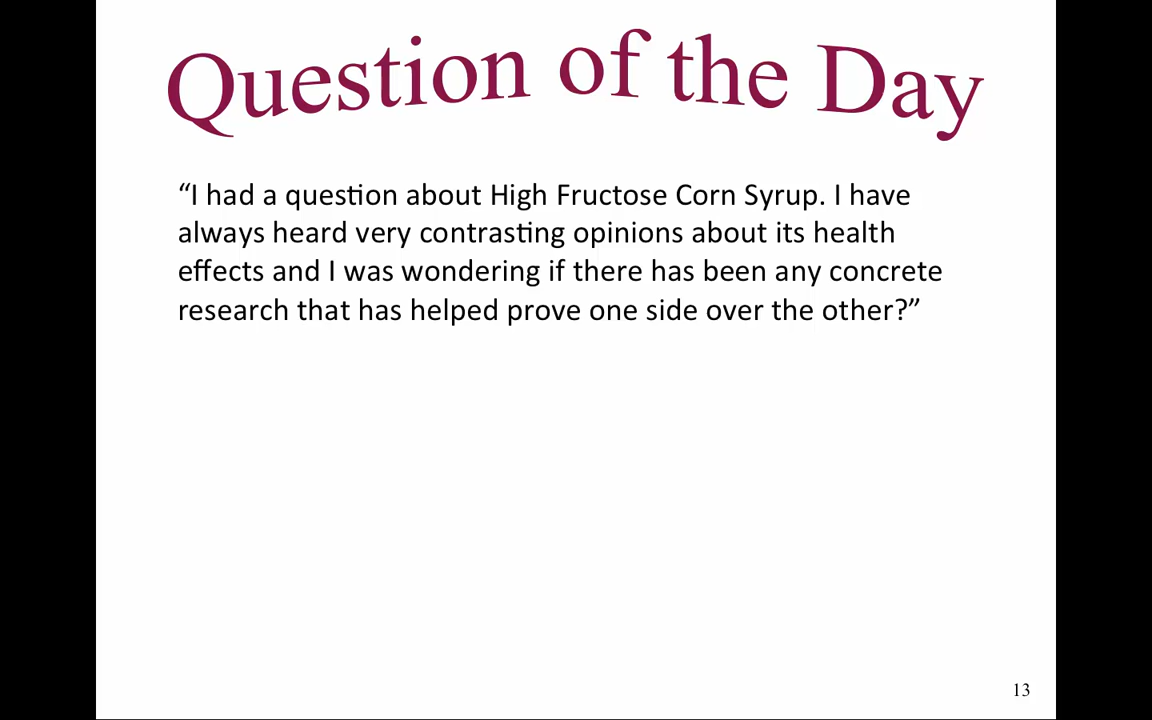 Question of the Day
“I had a question about High Fructose Corn Syrup. I have
always heard very contrasting opinions about its health
effects and I was wondering if there has been any concrete
research that has helped prove one side over the other?”
13